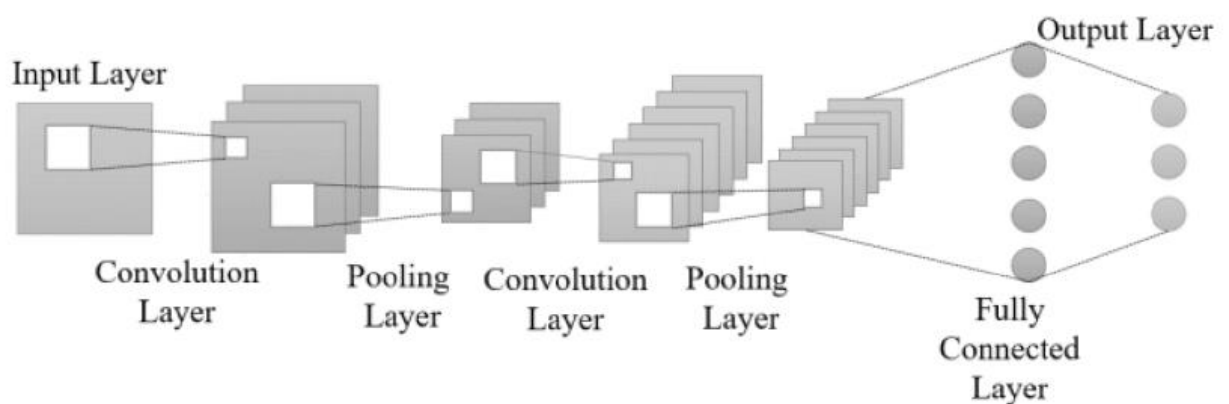 Input Layer
Output Layer
Convolution
Layer
Pooling
Layer
Convolution
Layer
Pooling
Layer
Fully
Connected
Layer